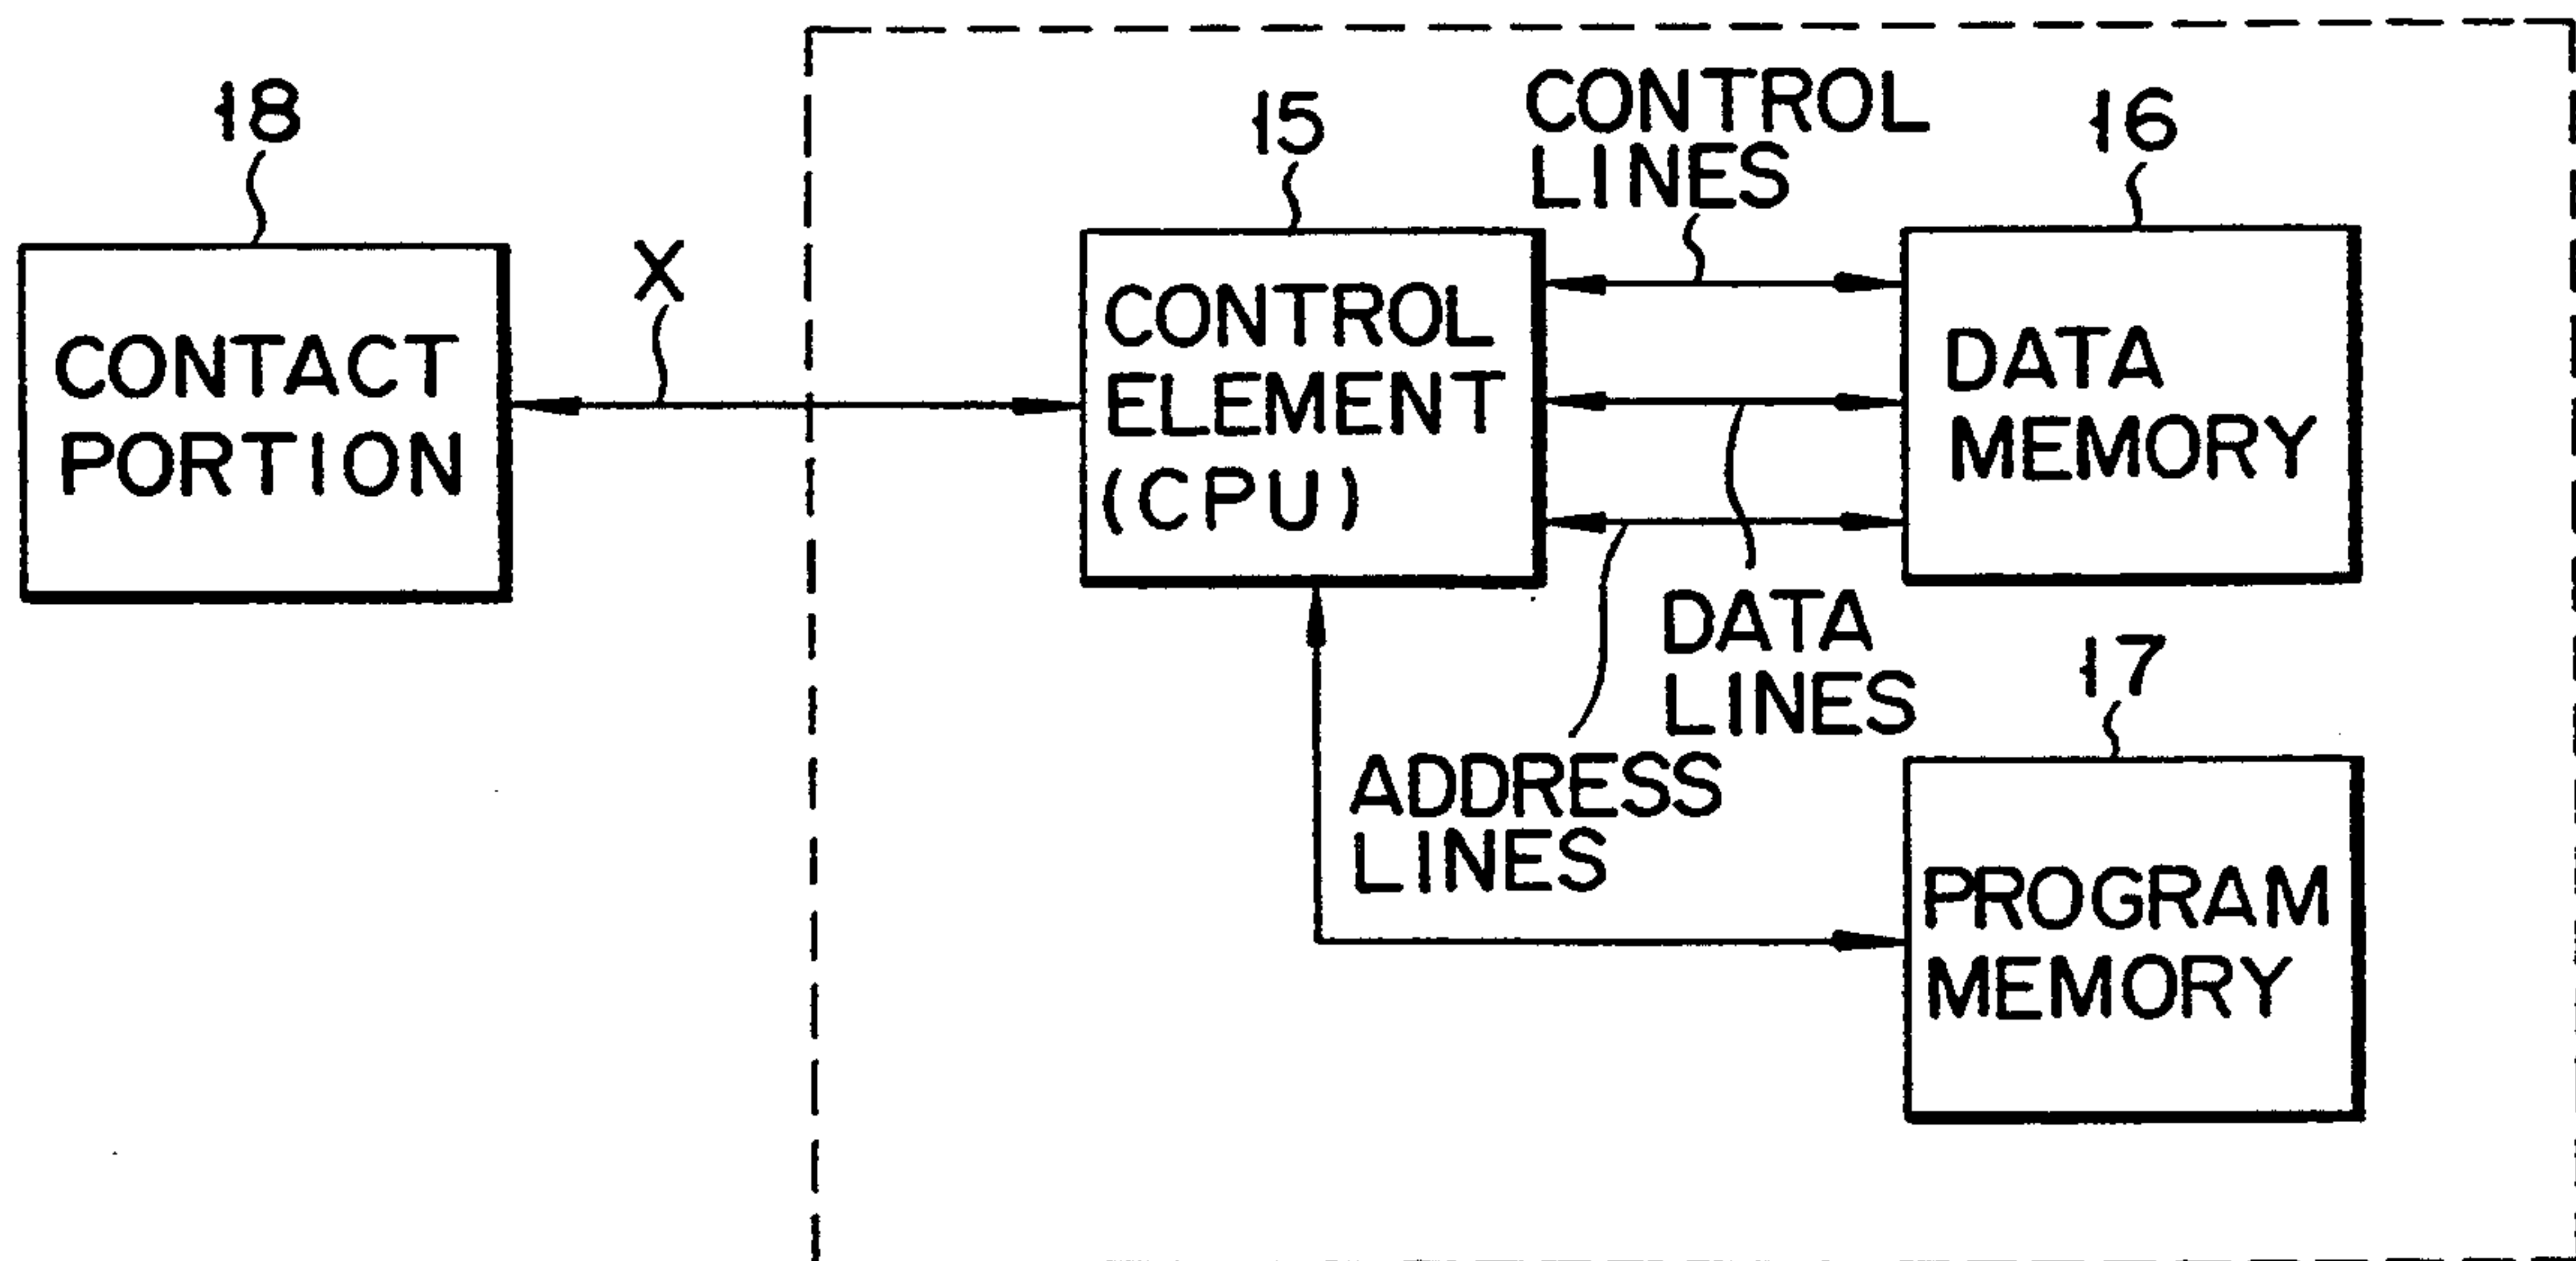 18
CONTACT
PORTION
X
15
CONTROL
ELEMENT
(CPU)
CONTROL
LINES
16
DATA
MEMORY
DATA
LINES
ADDRESS
LINES
17
PROGRAM
MEMORY